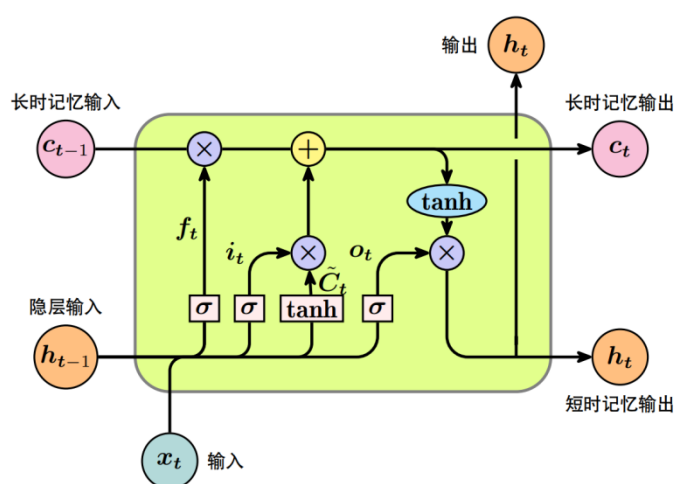 输出
h_t
长时记忆输入
长时记忆输出
c_{t-1}
×
+
c_t
tanh
f_t
i_t
×
o_t
×
C̃_t
隐层输入
σ
σ
tanh
σ
h_{t-1}
h_t
短时记忆输出
x_t
输入